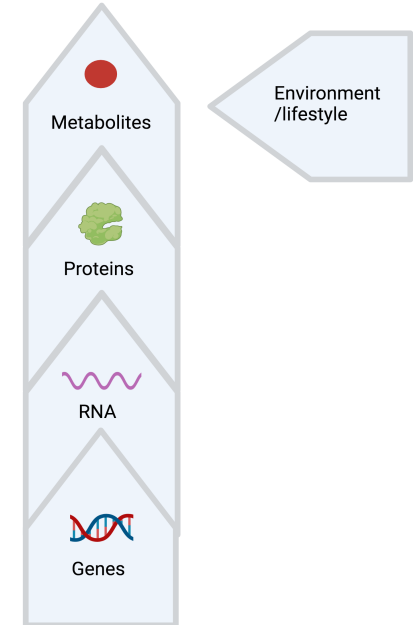 Metabolites
Environment
/lifestyle
Proteins
RNA
Genes